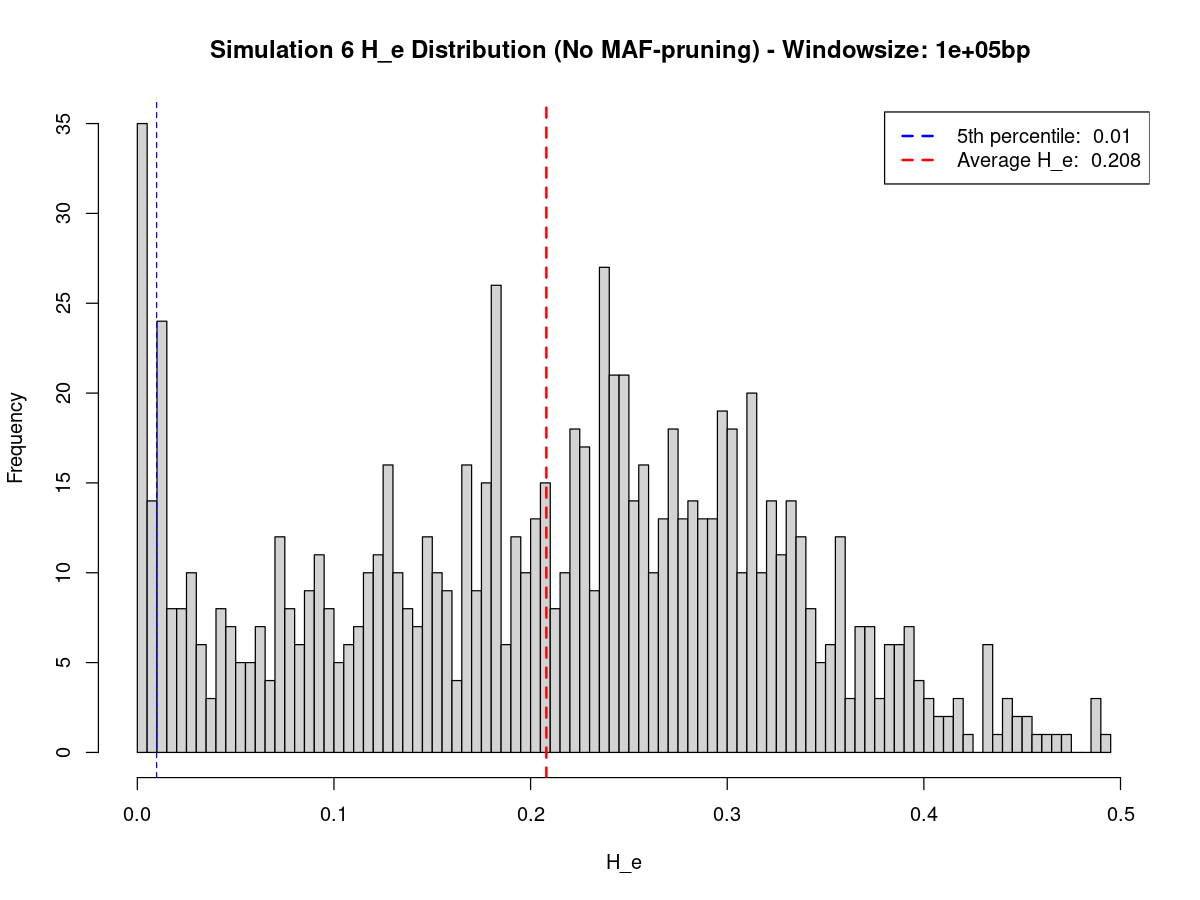 Simulation 6 H_e Distribution (No MAF-pruning) - Windowsize: 1e+05bp
5th percentile: 0.01
Average H_e: 0.208
Frequency
35
30
25
20
15
10
5
0
0.0 0.1 0.2 0.3 0.4 0.5
H_e